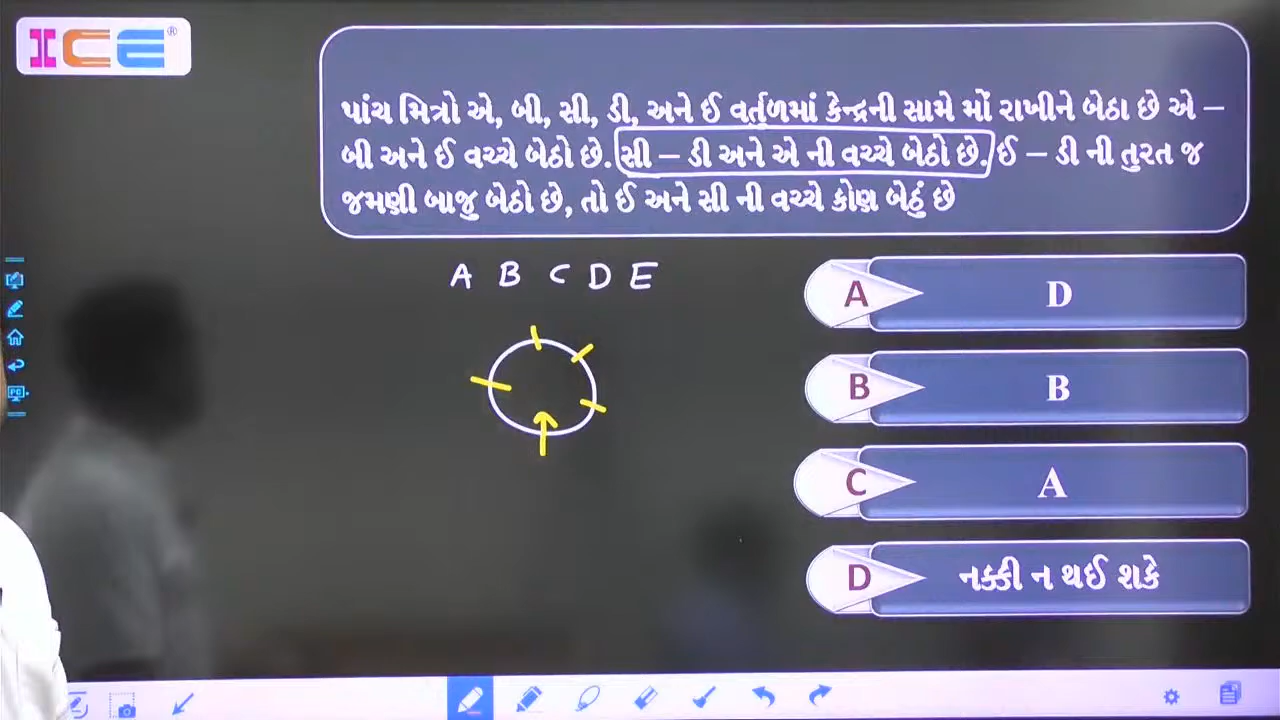 ICE®
પાંચ મિત્રો એ, બી, સી, ડી, અને ઈ વર્તુળમાં કેન્દ્રની સામે મોં રાખીને બેઠા છે એ –
બી અને ઈ વચ્ચે બેઠો છે. સી – ડી અને એ ની વચ્ચે બેઠો છે. ઈ – ડી ની તુરત જ
જમણી બાજુ બેઠો છે, તો ઈ અને સી ની વચ્ચે કોણ બેઠું છે
A B C D E
A D
B B
C A
D નક્કી ન થઈ શકે